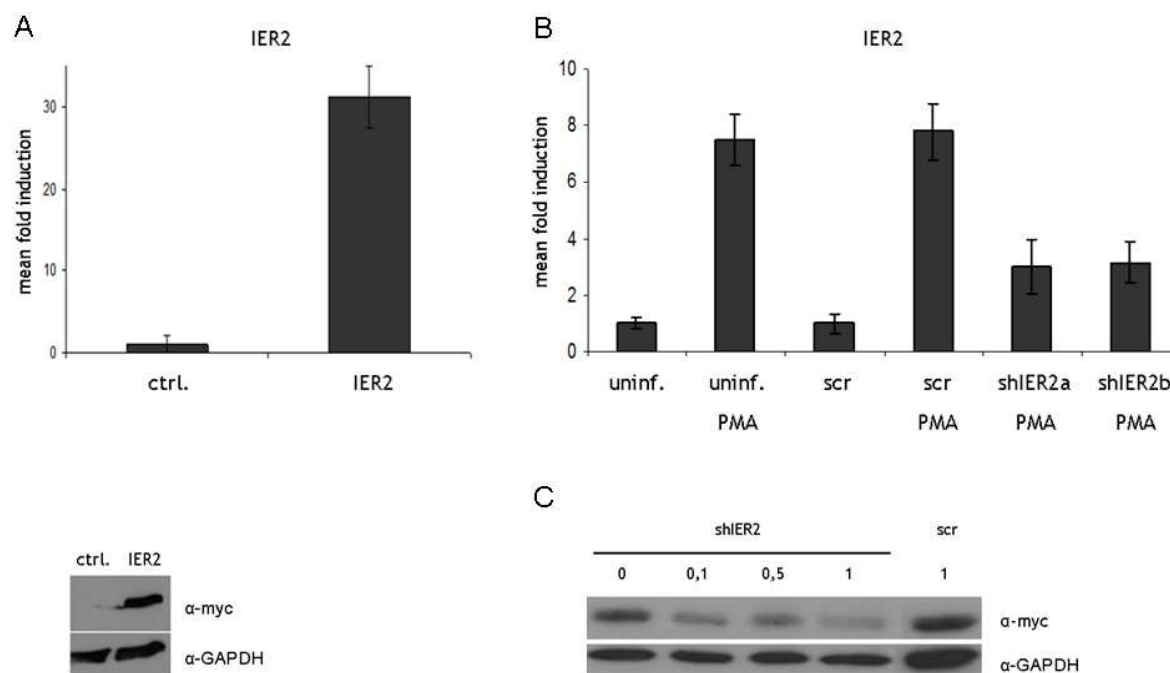 A
IER2
mean fold induction
30
20
10
0
ctrl. IER2
ctrl. IER2
α-myc
α-GAPDH
B
IER2
mean fold induction
10
8
6
4
2
0
uninf. uninf. scr scr shIER2a shIER2b
PMA PMA PMA PMA
C
shIER2 scr
0 0,1 0,5 1 1
α-myc
α-GAPDH